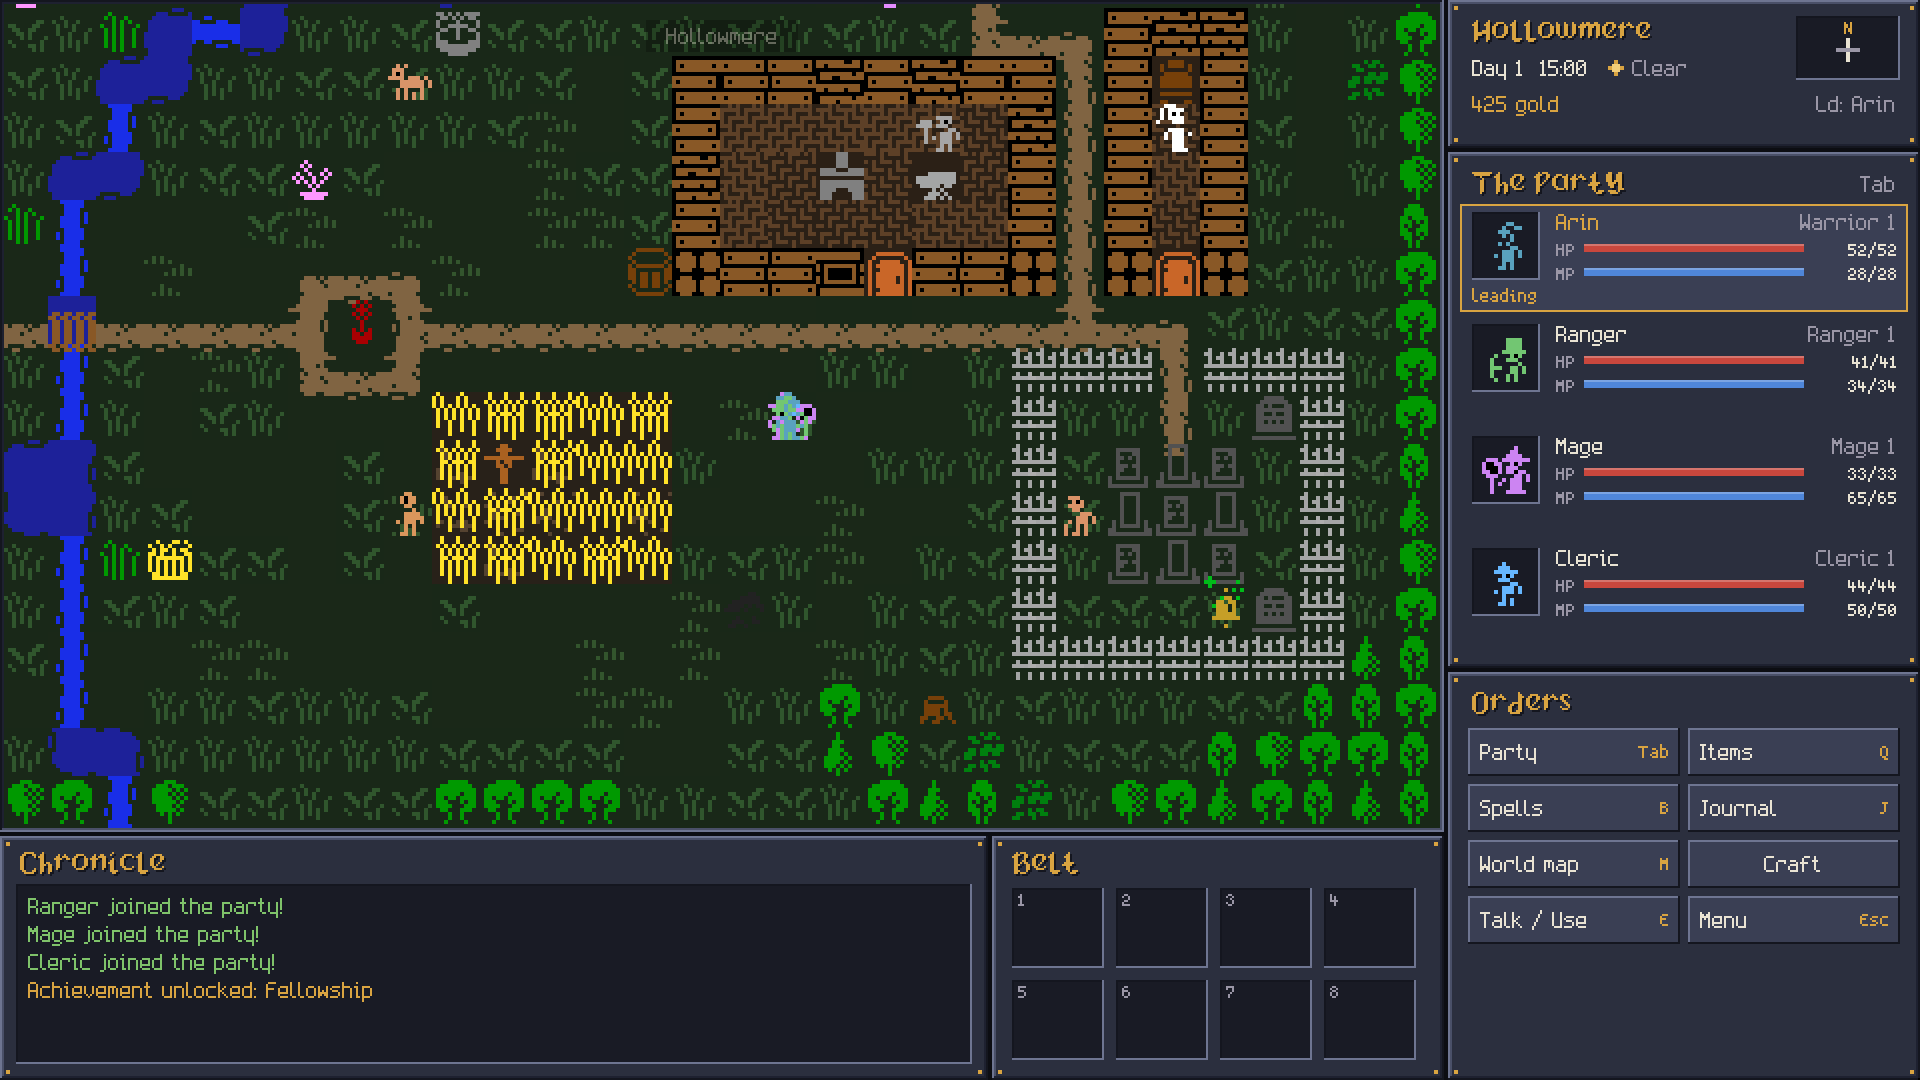 Hollowmere
Hollowmere
N
Day 1 15:00 Clear
425 gold
Ld: Arin
The Party
Tab
Arin
Warrior 1
HP 52/52
MP 28/28
leading
Ranger
Ranger 1
HP 41/41
MP 34/34
Mage
Mage 1
HP 33/33
MP 65/65
Cleric
Cleric 1
HP 44/44
MP 50/50
Orders
Party Tab
Items Q
Spells B
Journal J
World map M
Craft
Talk / Use E
Menu Esc
Chronicle
Ranger joined the party!
Mage joined the party!
Cleric joined the party!
Achievement unlocked: Fellowship
Belt
1 2 3 4
5 6 7 8